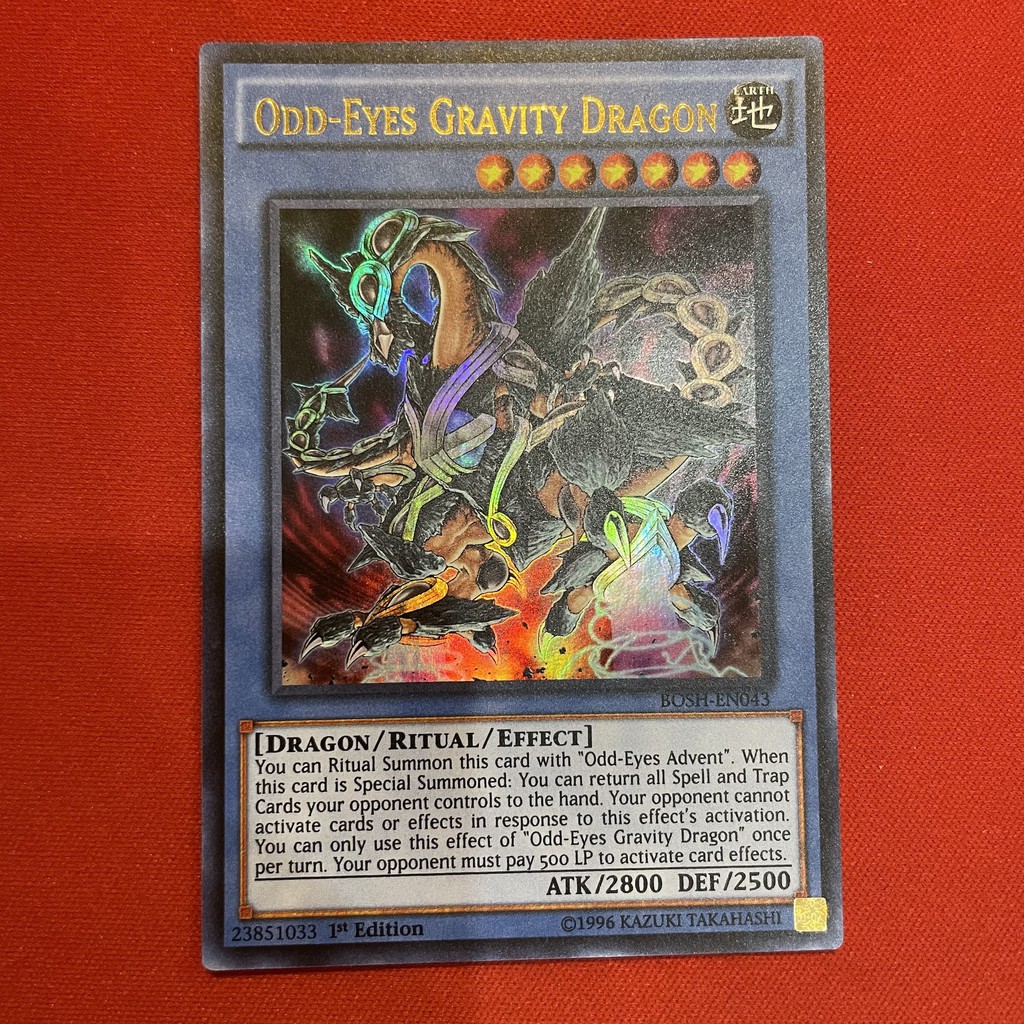 ODD-EYES GRAVITY DRAGON
EARTH
地
BOSH-EN043
[DRAGON/RITUAL/EFFECT]
You can Ritual Summon this card with "Odd-Eyes Advent". When
this card is Special Summoned: You can return all Spell and Trap
Cards your opponent controls to the hand. Your opponent cannot
activate cards or effects in response to this effect's activation.
You can only use this effect of "Odd-Eyes Gravity Dragon" once
per turn. Your opponent must pay 500 LP to activate card effects.
ATK/2800 DEF/2500
23851033 1st Edition ©1996 KAZUKI TAKAHASHI